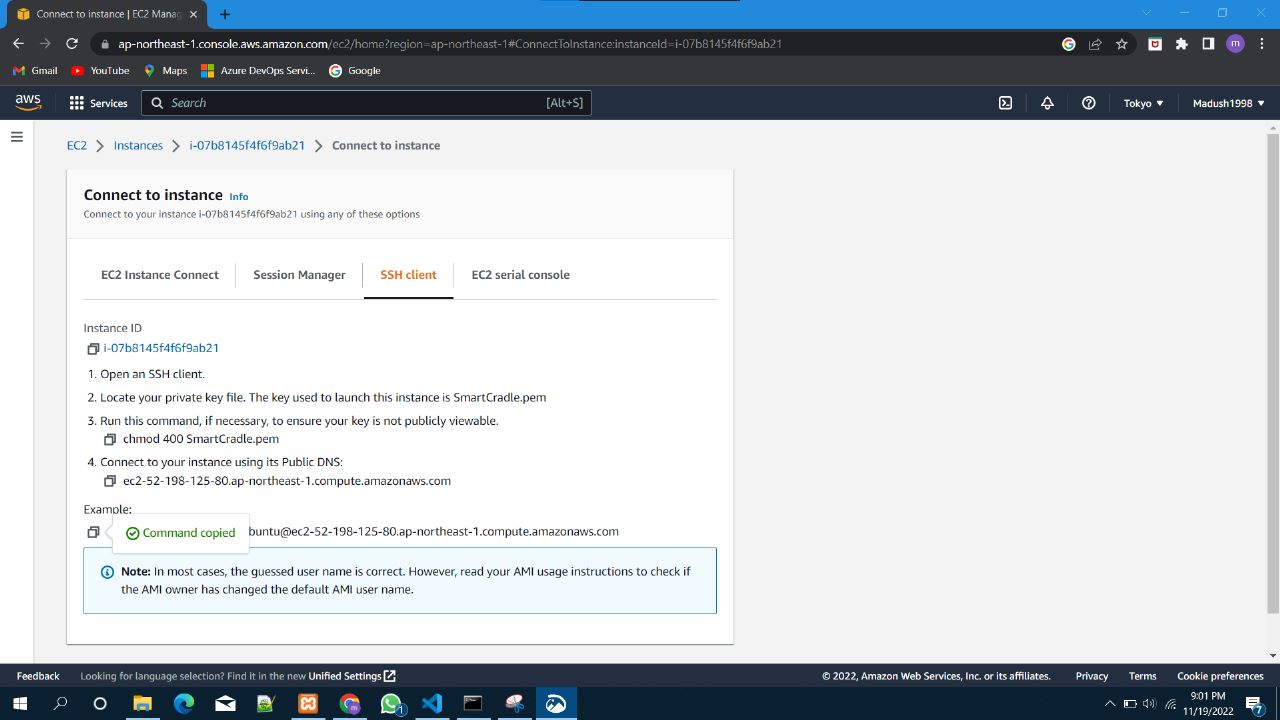 Connect to instance | EC2 Manag
ap-northeast-1.console.aws.amazon.com/ec2/home?region=ap-northeast-1#ConnectToInstance:instanceId=i-07b8145f4f6f9ab21
m
Gmail YouTube Maps Azure DevOps Servi... Google
aws Services Search [Alt+S] Tokyo Madush1998
EC2 Instances i-07b8145f4f6f9ab21 Connect to instance
Connect to instance Info
Connect to your instance i-07b8145f4f6f9ab21 using any of these options
EC2 Instance Connect Session Manager SSH client EC2 serial console
Instance ID
i-07b8145f4f6f9ab21
1. Open an SSH client.
2. Locate your private key file. The key used to launch this instance is SmartCradle.pem
3. Run this command, if necessary, to ensure your key is not publicly viewable.
chmod 400 SmartCradle.pem
4. Connect to your instance using its Public DNS:
ec2-52-198-125-80.ap-northeast-1.compute.amazonaws.com
Example:
Command copied buntu@ec2-52-198-125-80.ap-northeast-1.compute.amazonaws.com
Note: In most cases, the guessed user name is correct. However, read your AMI usage instructions to check if
the AMI owner has changed the default AMI user name.
Feedback Looking for language selection? Find it in the new Unified Settings © 2022, Amazon Web Services, Inc. or its affiliates. Privacy Terms Cookie preferences
9:01 PM
11/19/2022
1
7